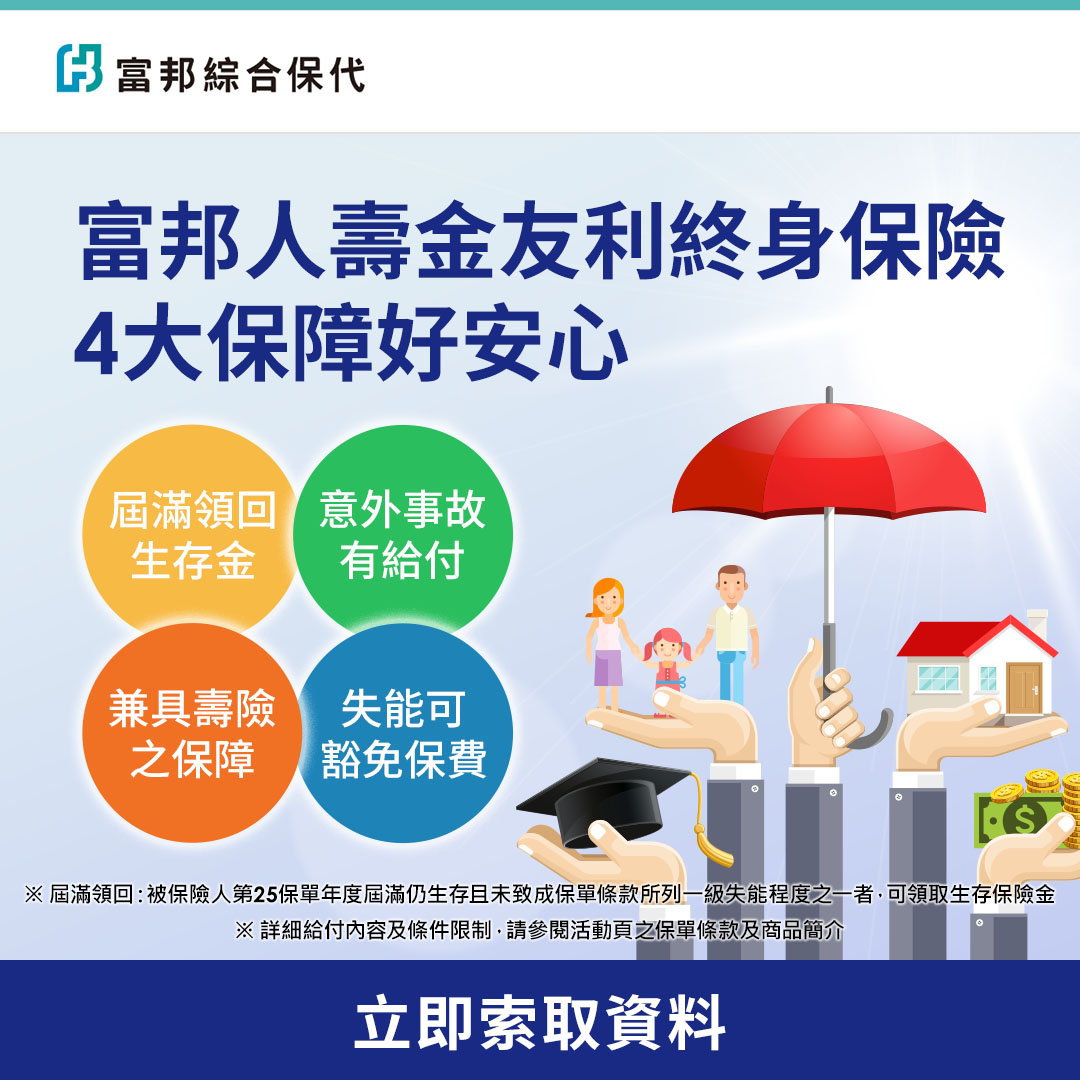 富邦綜合保代
富邦人壽金友利終身保險
4大保障好安心
屆滿領回
生存金
意外事故
有給付
兼具壽險
之保障
失能可
豁免保費
※ 屆滿領回:被保險人第25保單年度屆滿仍生存且未致成保單條款所列一級失能程度之一者,可領取生存保險金
※ 詳細給付內容及條件限制,請參閱活動頁之保單條款及商品簡介
立即索取資料